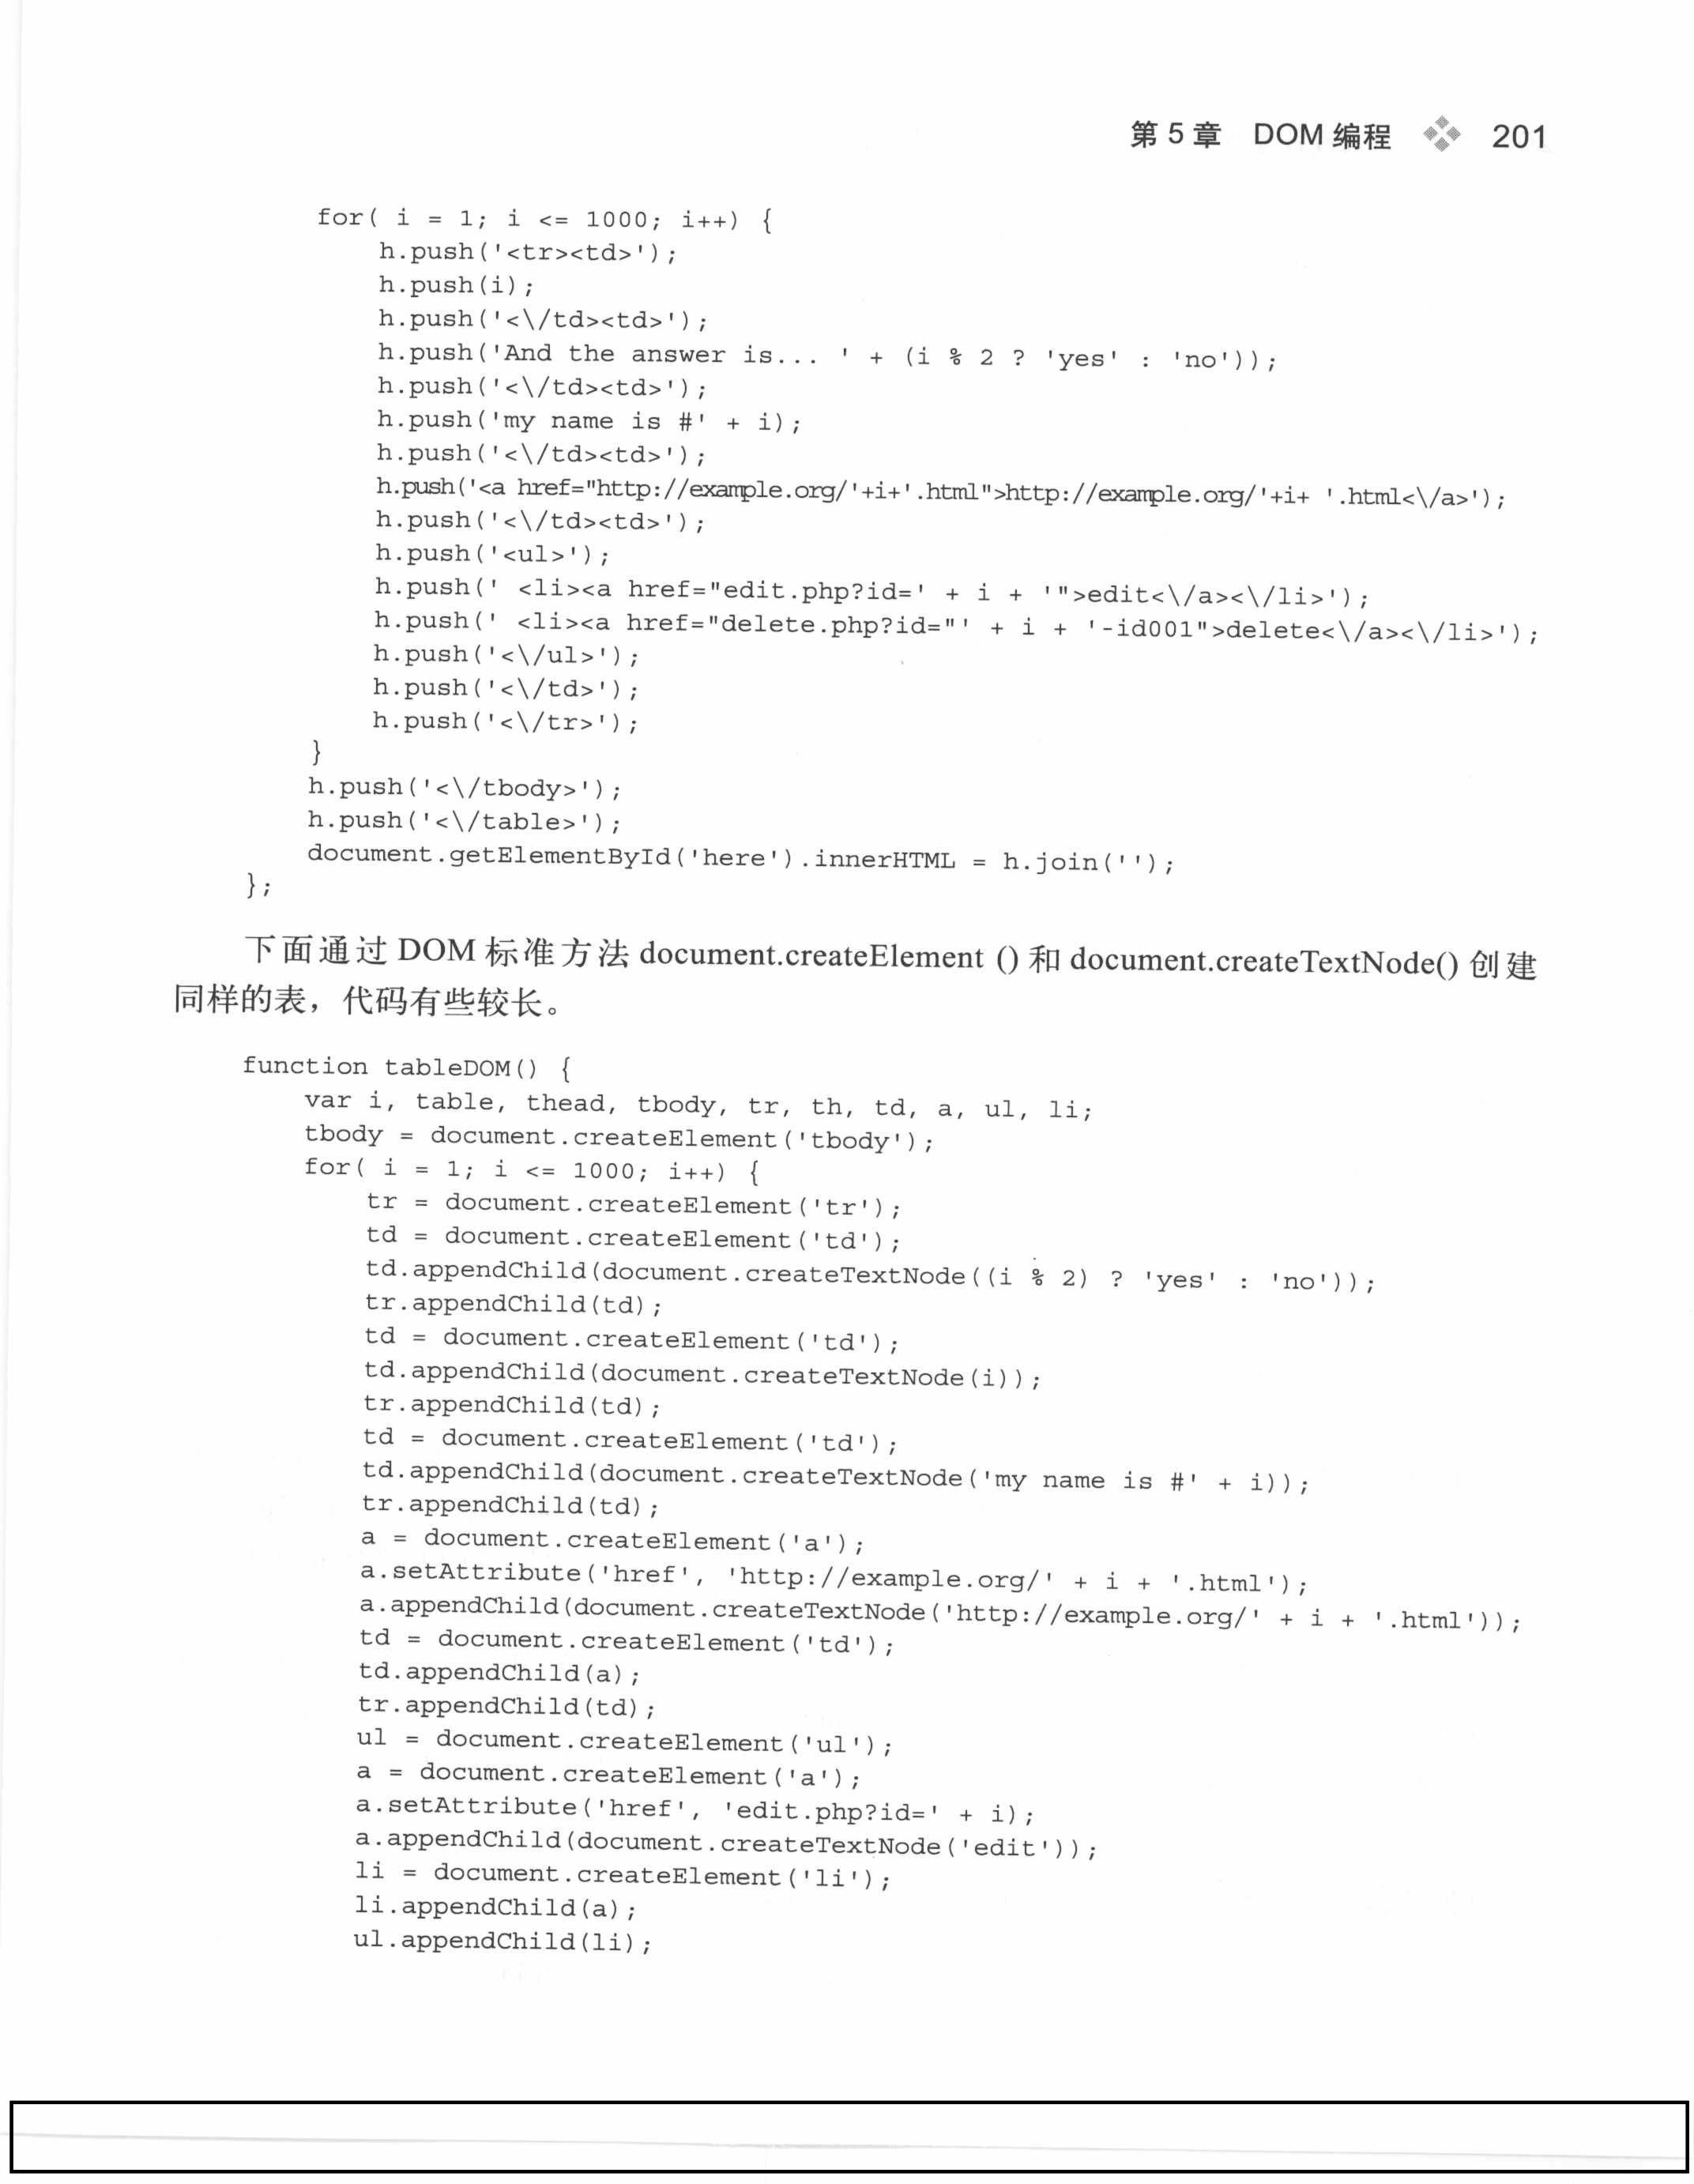 第 5 章 DOM 编程 201
for( i = 1; i <= 1000; i++) {
h.push('<tr><td>');
h.push(i);
h.push('<\/td><td>');
h.push('And the answer is... ' + (i % 2 ? 'yes' : 'no'));
h.push('<\/td><td>');
h.push('my name is #' + i);
h.push('<\/td><td>');
h.push('<a href="http://example.org/'+i+'.html">http://example.org/'+i+ '.html<\/a>');
h.push('<\/td><td>');
h.push('<ul>');
h.push(' <li><a href="edit.php?id=' + i + '">edit<\/a><\/li>');
h.push(' <li><a href="delete.php?id="' + i + '-id001">delete<\/a><\/li>');
h.push('<\/ul>');
h.push('<\/td>');
h.push('<\/tr>');
}
h.push('<\/tbody>');
h.push('<\/table>');
document.getElementById('here').innerHTML = h.join('');
};
下面通过 DOM 标准方法 document.createElement () 和 document.createTextNode() 创建
同样的表，代码有些较长。
function tableDOM() {
var i, table, thead, tbody, tr, th, td, a, ul, li;
tbody = document.createElement('tbody');
for( i = 1; i <= 1000; i++) {
tr = document.createElement('tr');
td = document.createElement('td');
td.appendChild(document.createTextNode((i % 2) ? 'yes' : 'no'));
tr.appendChild(td);
td = document.createElement('td');
td.appendChild(document.createTextNode(i));
tr.appendChild(td);
td = document.createElement('td');
td.appendChild(document.createTextNode('my name is #' + i));
tr.appendChild(td);
a = document.createElement('a');
a.setAttribute('href', 'http://example.org/' + i + '.html');
a.appendChild(document.createTextNode('http://example.org/' + i + '.html'));
td = document.createElement('td');
td.appendChild(a);
tr.appendChild(td);
ul = document.createElement('ul');
a = document.createElement('a');
a.setAttribute('href', 'edit.php?id=' + i);
a.appendChild(document.createTextNode('edit'));
li = document.createElement('li');
li.appendChild(a);
ul.appendChild(li);